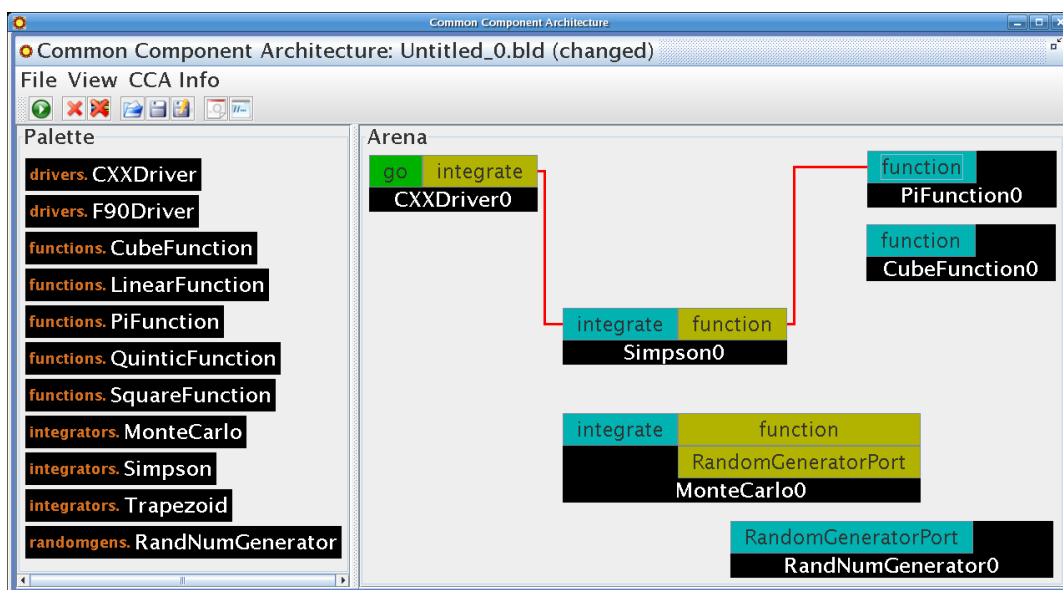 Common Component Architecture
Common Component Architecture: Untitled_0.bld (changed)
File View CCA Info
Palette
drivers. CXXDriver
drivers. F90Driver
functions. CubeFunction
functions. LinearFunction
functions. PiFunction
functions. QuinticFunction
functions. SquareFunction
integrators. MonteCarlo
integrators. Simpson
integrators. Trapezoid
randomgens. RandNumGenerator
Arena
go integrate
CXXDriver0
function
PiFunction0
function
CubeFunction0
integrate function
Simpson0
integrate function
RandomGeneratorPort
MonteCarlo0
RandomGeneratorPort
RandNumGenerator0